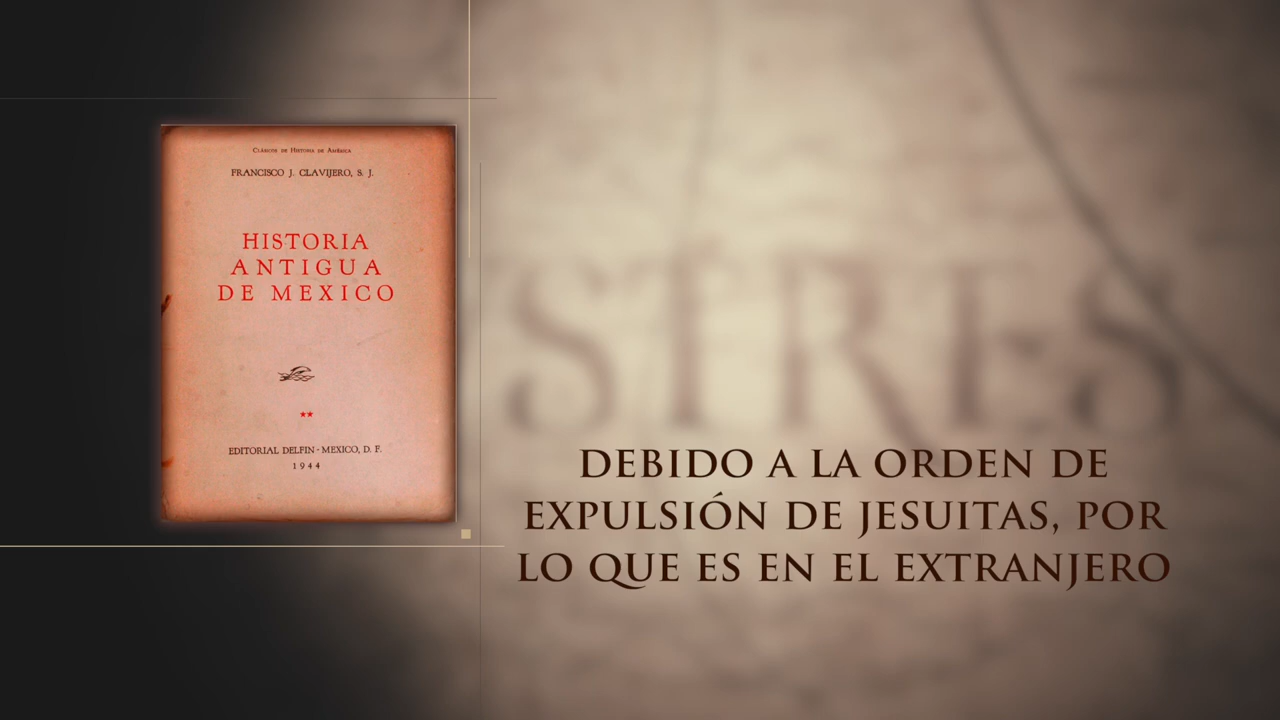 CLÁSICOS DE HISTORIA DE AMÉRICA
FRANCISCO J. CLAVIJERO, S. J.
HISTORIA
ANTIGUA
DE MEXICO
**
EDITORIAL DELFIN - MEXICO, D. F.
1944
STRES
DEBIDO A LA ORDEN DE
EXPULSIÓN DE JESUITAS, POR
LO QUE ES EN EL EXTRANJERO